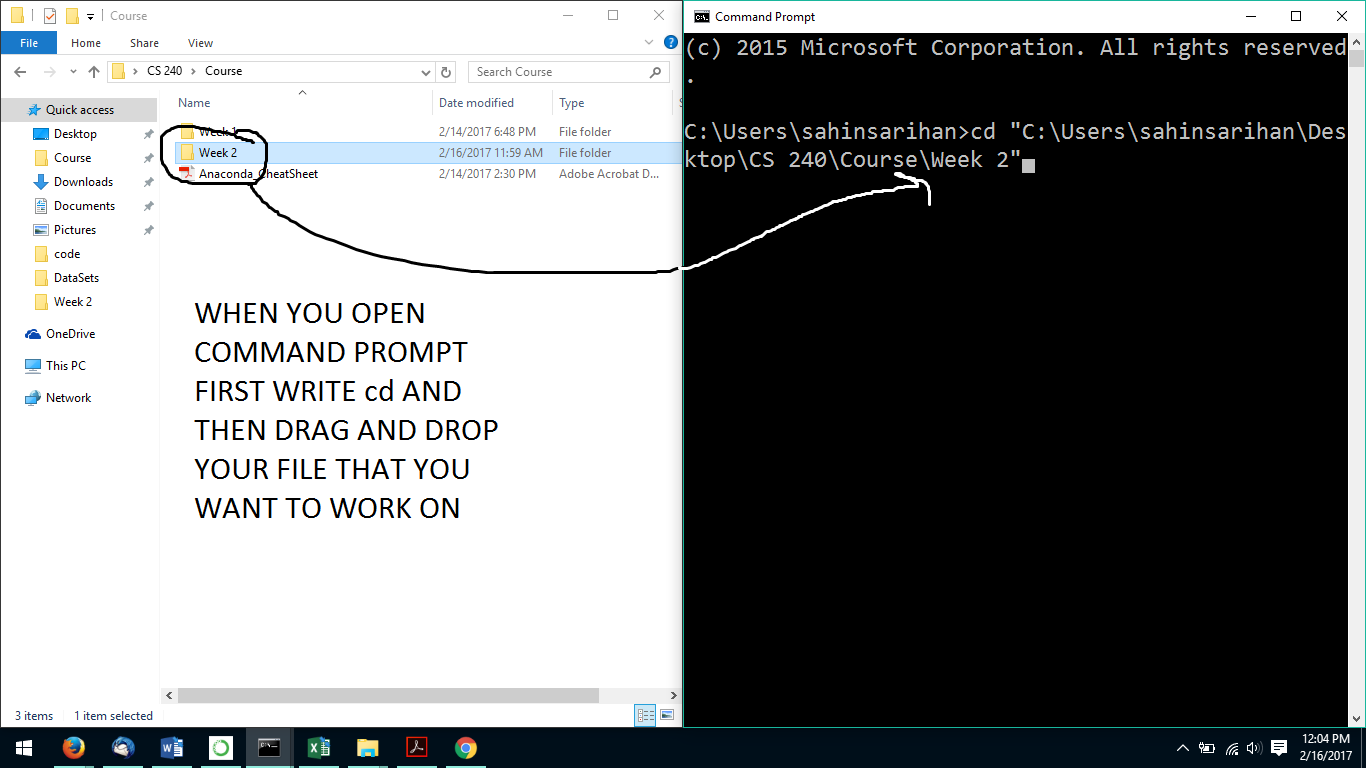 Course
Command Prompt
File Home Share View
CS 240 Course
Search Course
Name Date modified Type
Quick access
Desktop
Course
Downloads
Documents
Pictures
code
DataSets
Week 2
OneDrive
This PC
Network
Week 1 2/14/2017 6:48 PM File folder
Week 2 2/16/2017 11:59 AM File folder
Anaconda_CheatSheet 2/14/2017 2:30 PM Adobe Acrobat D...
WHEN YOU OPEN
COMMAND PROMPT
FIRST WRITE cd AND
THEN DRAG AND DROP
YOUR FILE THAT YOU
WANT TO WORK ON
3 items 1 item selected
(c) 2015 Microsoft Corporation. All rights reserved
.
C:\Users\sahinsarihan>cd "C:\Users\sahinsarihan\Des
ktop\CS 240\Course\Week 2"
12:04 PM
2/16/2017